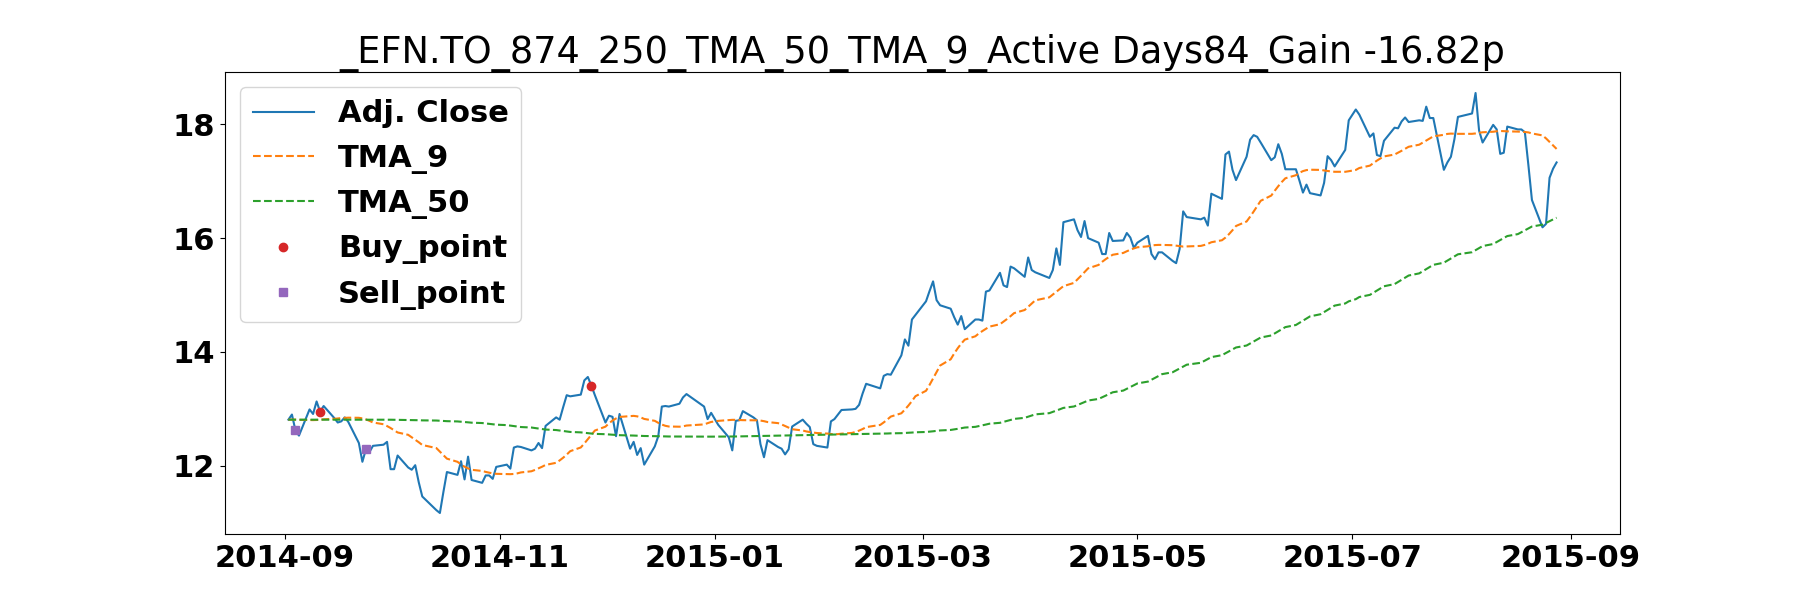 _EFN.TO_874_250_TMA_50_TMA_9_Active Days84_Gain -16.82p
Adj. Close
TMA_9
TMA_50
Buy_point
Sell_point
18
16
14
12
2014-09 2014-11 2015-01 2015-03 2015-05 2015-07 2015-09